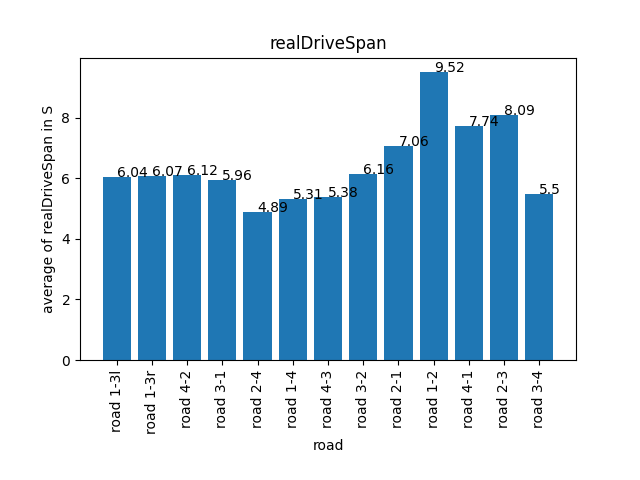 realDriveSpan
average of realDriveSpan in S
8
6
4
2
0
6.04 6.07 6.12 5.96 4.89 5.31 5.38 6.16 7.06 9.52 7.74 8.09 5.5
road 1-3l
road 1-3r
road 4-2
road 3-1
road 2-4
road 1-4
road 4-3
road 3-2
road 2-1
road 1-2
road 4-1
road 2-3
road 3-4
road